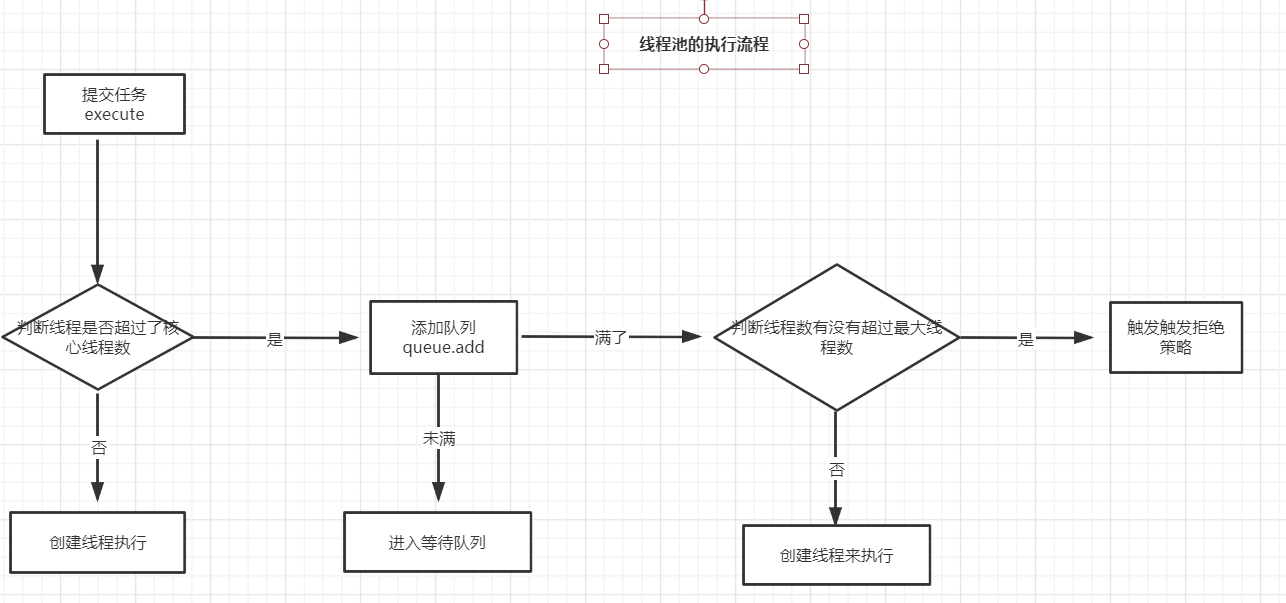 线程池的执行流程
提交任务
execute
判断线程是否超过了核
心线程数
是
添加队列
queue.add
满了
判断线程数有没有超过最大线
程数
是
触发触发拒绝
策略
否
未满
否
创建线程执行
进入等待队列
创建线程来执行